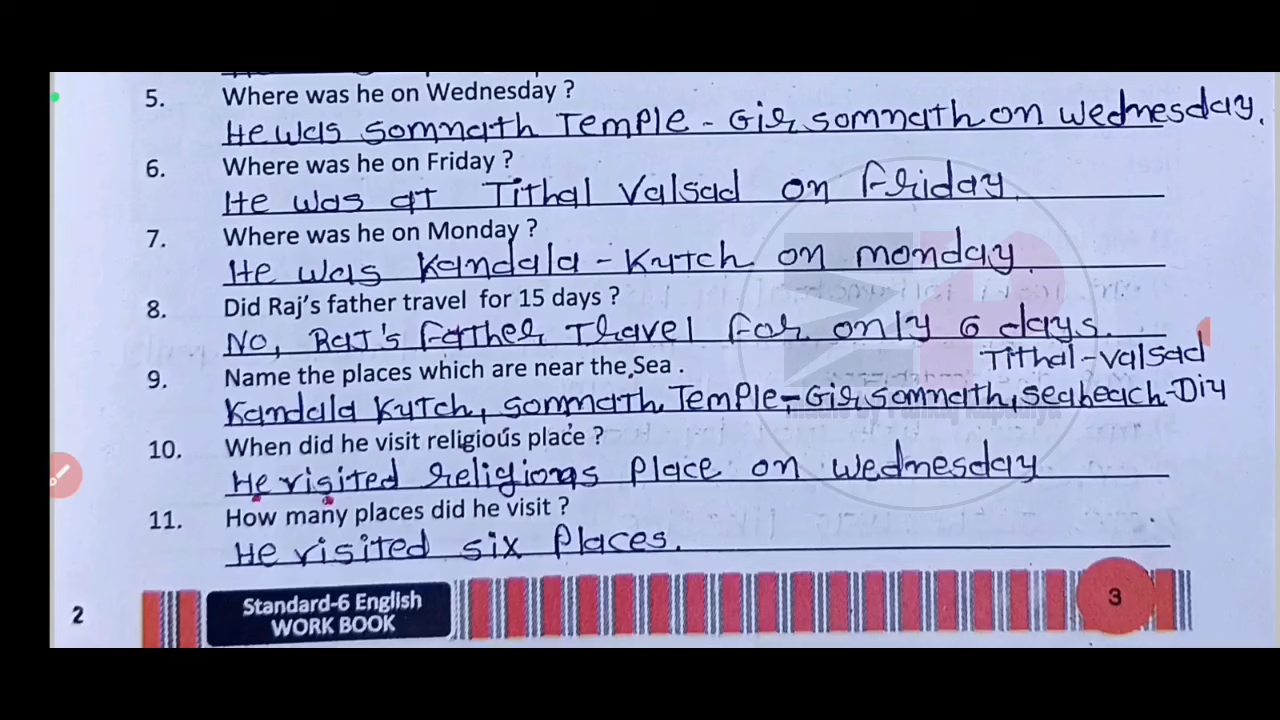 5. Where was he on Wednesday ?
He was somnath Temple - Gir somnath on wednesday.
6. Where was he on Friday ?
He was at Tithal Valsad on Friday.
7. Where was he on Monday ?
He was Kandala - Kutch on monday.
8. Did Raj's father travel for 15 days ?
No, Raj's Father Travel For only 6 days.
Tithal - valsad
9. Name the places which are near the Sea .
Kandala Kutch, somnath Temple - Gir somnath, seabeach - Diu
10. When did he visit religious place ?
He visited religious Place on wednesday
11. How many places did he visit ?
He visited six Places.
2 Standard-6 English 3
WORK BOOK